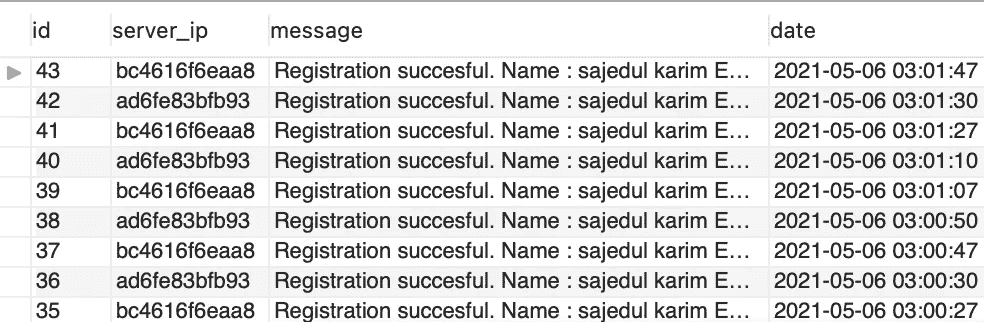 id server_ip message date
43 bc4616f6eaa8 Registration succesful. Name : sajedul karim E... 2021-05-06 03:01:47
42 ad6fe83bfb93 Registration succesful. Name : sajedul karim E... 2021-05-06 03:01:30
41 bc4616f6eaa8 Registration succesful. Name : sajedul karim E... 2021-05-06 03:01:27
40 ad6fe83bfb93 Registration succesful. Name : sajedul karim E... 2021-05-06 03:01:10
39 bc4616f6eaa8 Registration succesful. Name : sajedul karim E... 2021-05-06 03:01:07
38 ad6fe83bfb93 Registration succesful. Name : sajedul karim E... 2021-05-06 03:00:50
37 bc4616f6eaa8 Registration succesful. Name : sajedul karim E... 2021-05-06 03:00:47
36 ad6fe83bfb93 Registration succesful. Name : sajedul karim E... 2021-05-06 03:00:30
35 bc4616f6eaa8 Registration succesful. Name : sajedul karim E... 2021-05-06 03:00:27